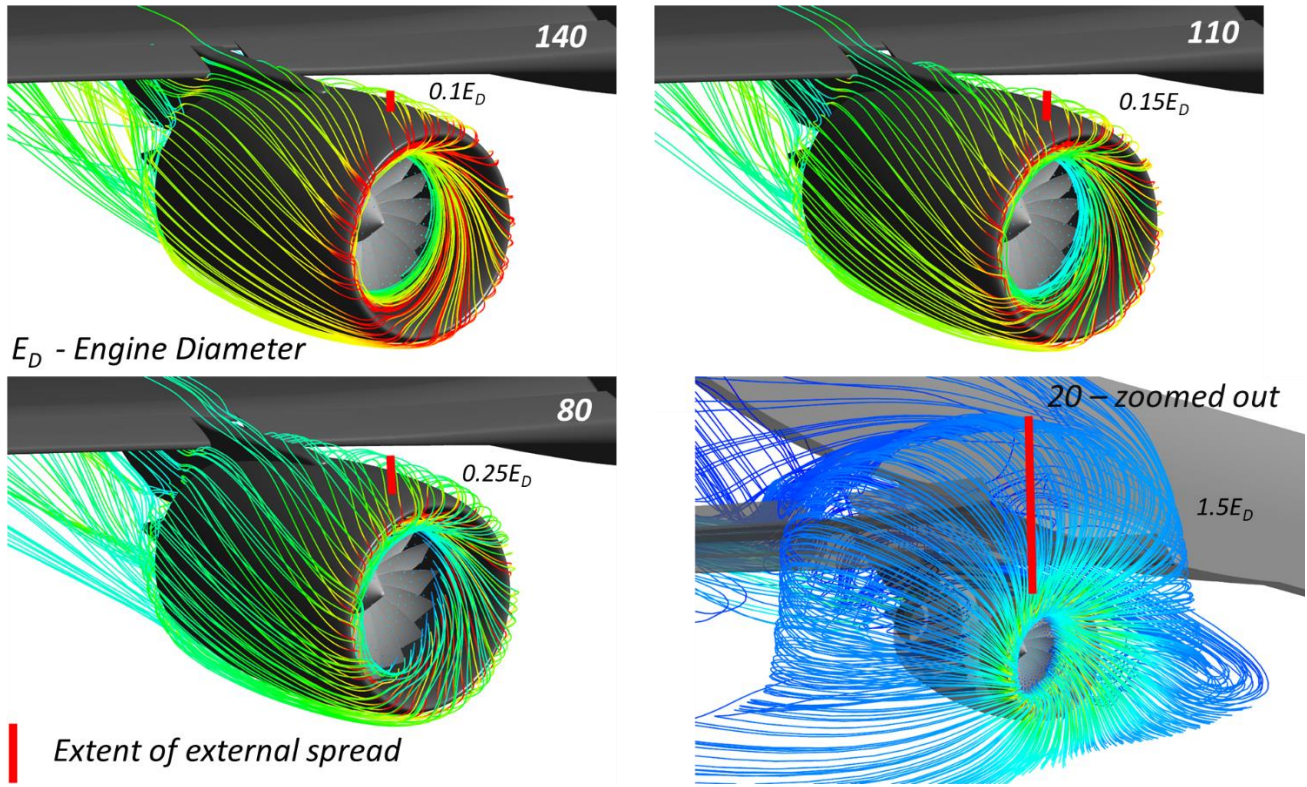 140
0.1E_D
110
0.15E_D
E_D - Engine Diameter
80
0.25E_D
20 – zoomed out
1.5E_D
Extent of external spread